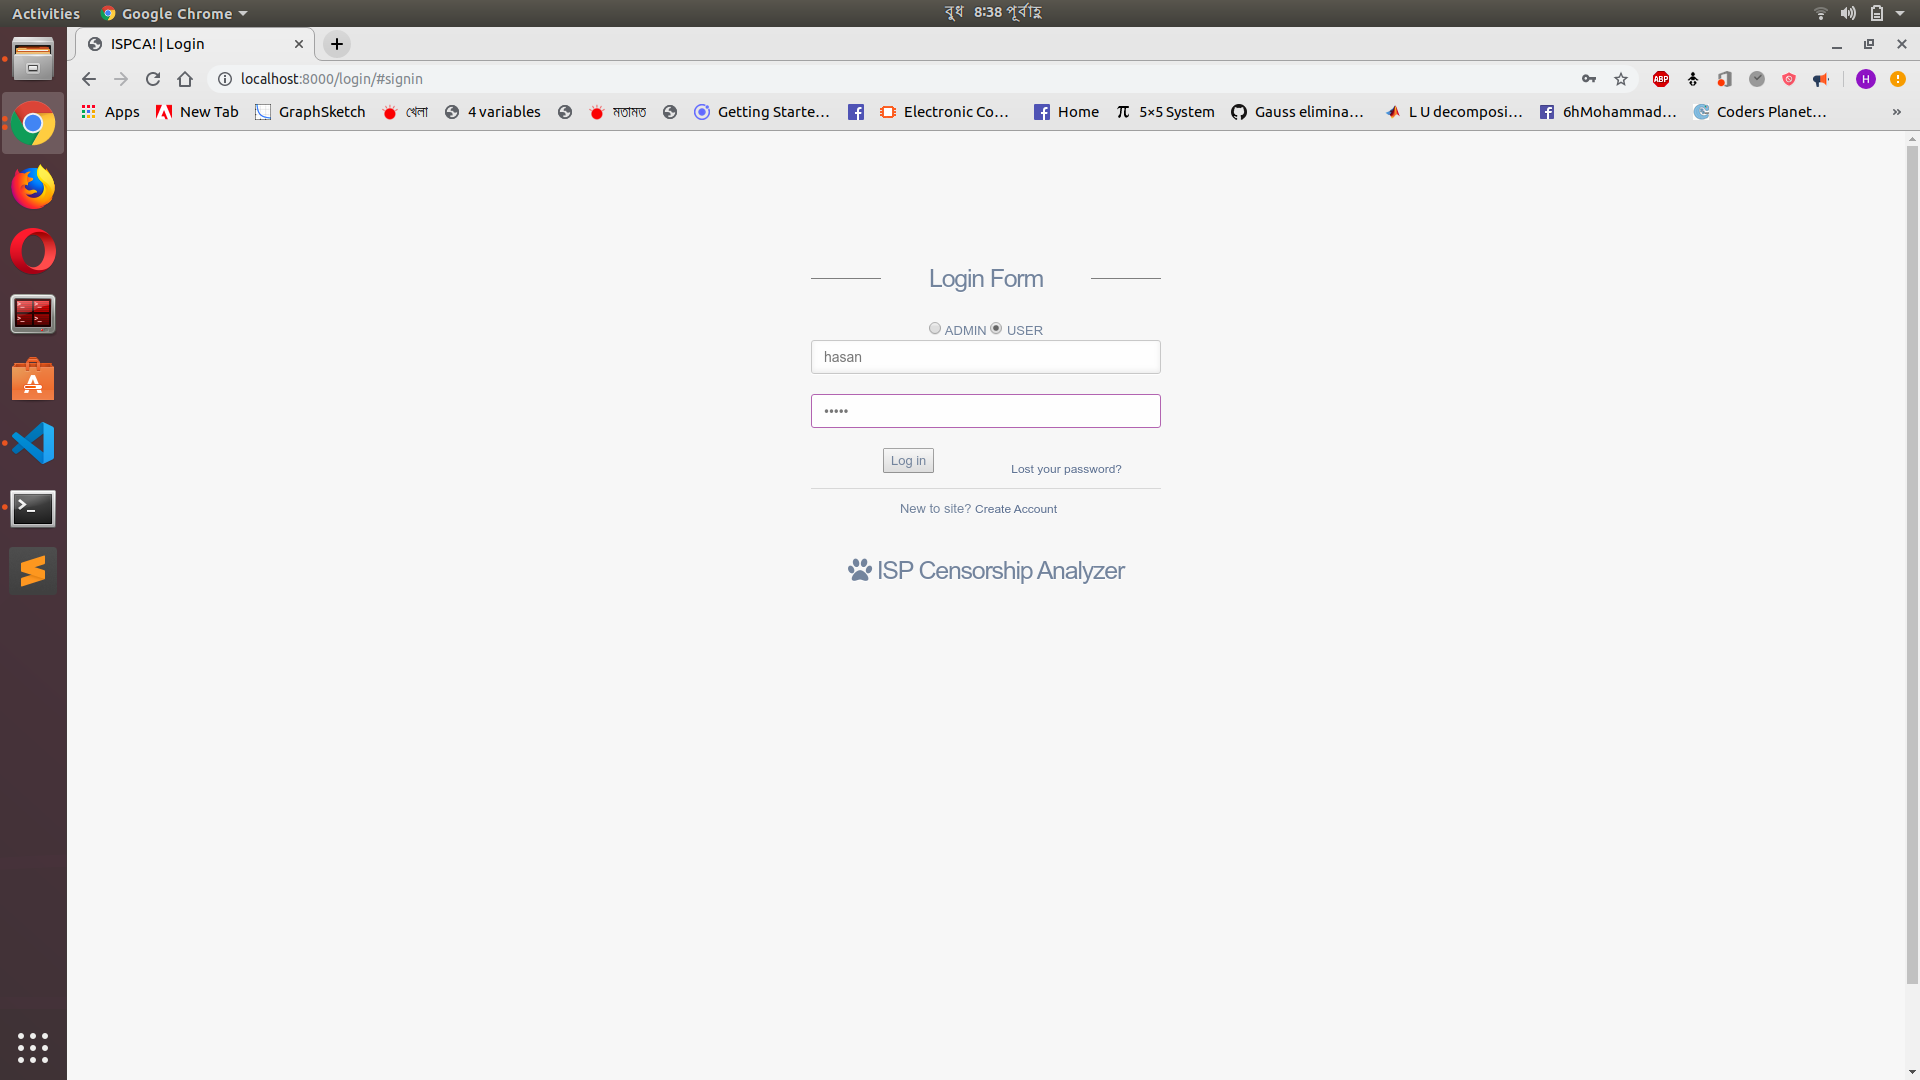 Activities Google Chrome বুধ 8:38 পূর্বাহ্ণ
ISPCA! | Login
localhost:8000/login/#signin ABP H
Apps New Tab GraphSketch খেলা 4 variables মতামত Getting Starte... Electronic Co... Home 5×5 System Gauss elimina... L U decomposi... 6hMohammad... Coders Planet... »
Login Form
ADMIN USER
hasan
•••••
Log in Lost your password?
New to site? Create Account
ISP Censorship Analyzer